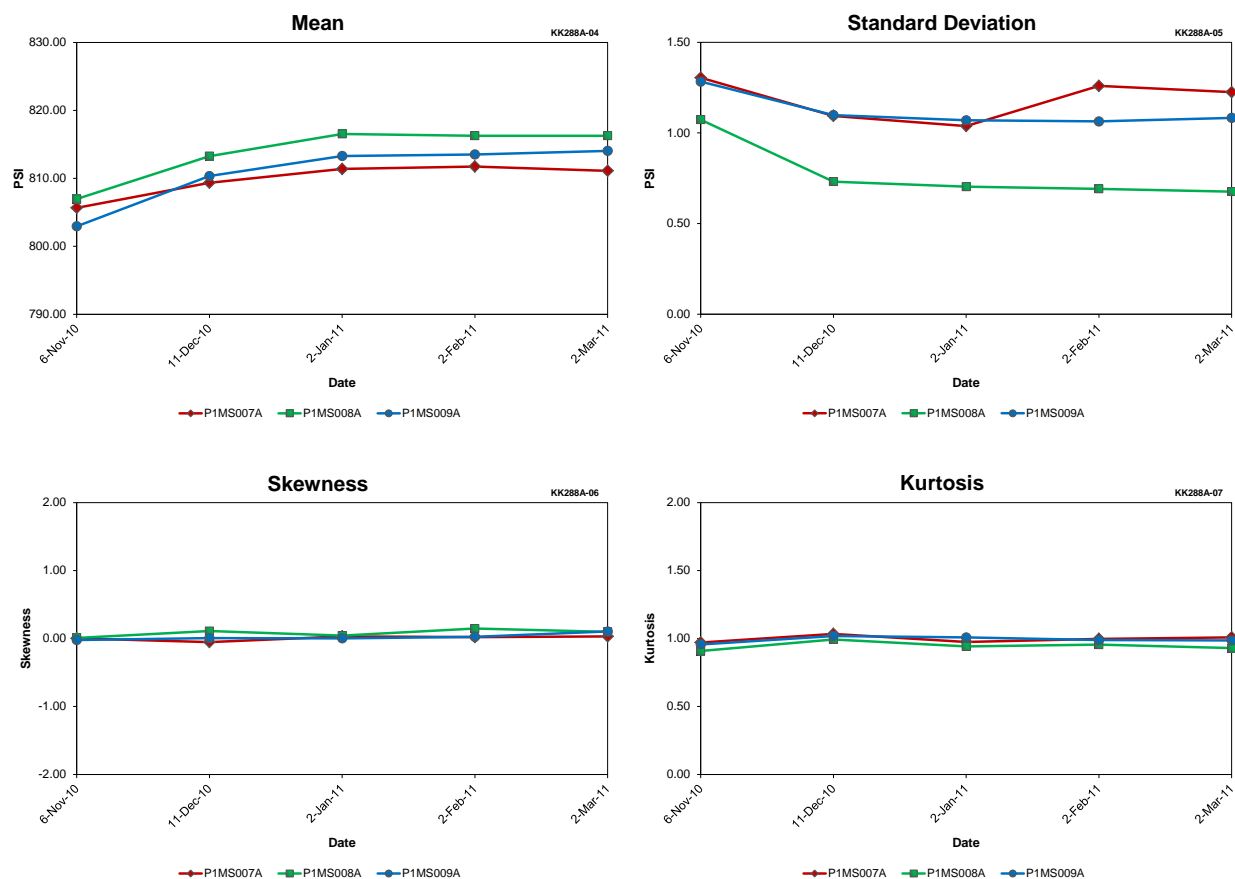 Mean
KK288A-04
830.00
820.00
810.00
800.00
790.00
PSI
6-Nov-10
11-Dec-10
2-Jan-11
2-Feb-11
2-Mar-11
Date
P1MS007A P1MS008A P1MS009A
Standard Deviation
KK288A-05
1.50
1.00
0.50
0.00
PSI
6-Nov-10
11-Dec-10
2-Jan-11
2-Feb-11
2-Mar-11
Date
P1MS007A P1MS008A P1MS009A
Skewness
KK288A-06
2.00
1.00
0.00
-1.00
-2.00
Skewness
6-Nov-10
11-Dec-10
2-Jan-11
2-Feb-11
2-Mar-11
Date
P1MS007A P1MS008A P1MS009A
Kurtosis
KK288A-07
2.00
1.50
1.00
0.50
0.00
Kurtosis
6-Nov-10
11-Dec-10
2-Jan-11
2-Feb-11
2-Mar-11
Date
P1MS007A P1MS008A P1MS009A